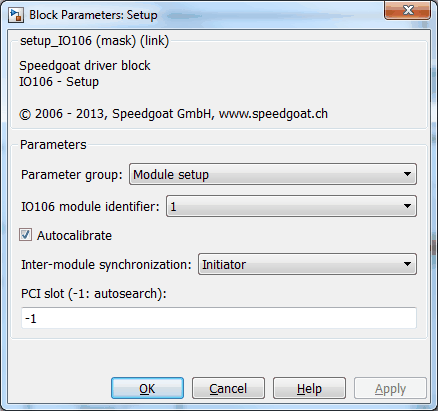 Block Parameters: Setup
setup_IO106 (mask) (link)
Speedgoat driver block
IO106 - Setup
© 2006 - 2013, Speedgoat GmbH, www.speedgoat.ch
Parameters
Parameter group: Module setup
IO106 module identifier: 1
Autocalibrate
Inter-module synchronization: Initiator
PCI slot (-1: autosearch):
-1
OK Cancel Help Apply